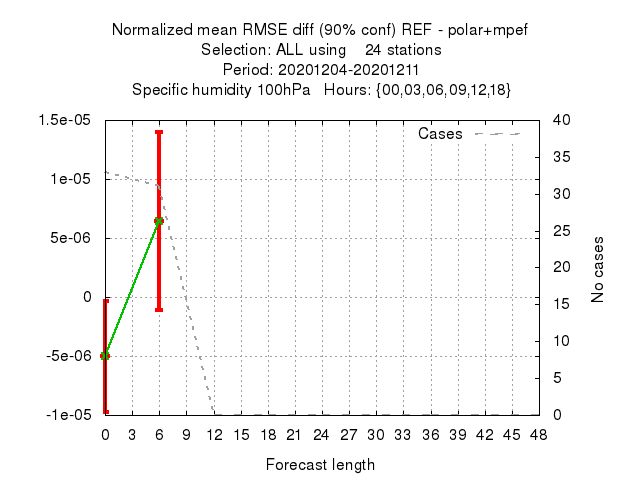 Normalized mean RMSE diff (90% conf) REF - polar+mpef
Selection: ALL using 24 stations
Period: 20201204-20201211
Specific humidity 100hPa Hours: {00,03,06,09,12,18}
1.5e-05
1e-05
5e-06
0
-5e-06
-1e-05
Cases
40
35
30
25
20
15
10
5
0
No cases
0 3 6 9 12 15 18 21 24 27 30 33 36 39 42 45 48
Forecast length